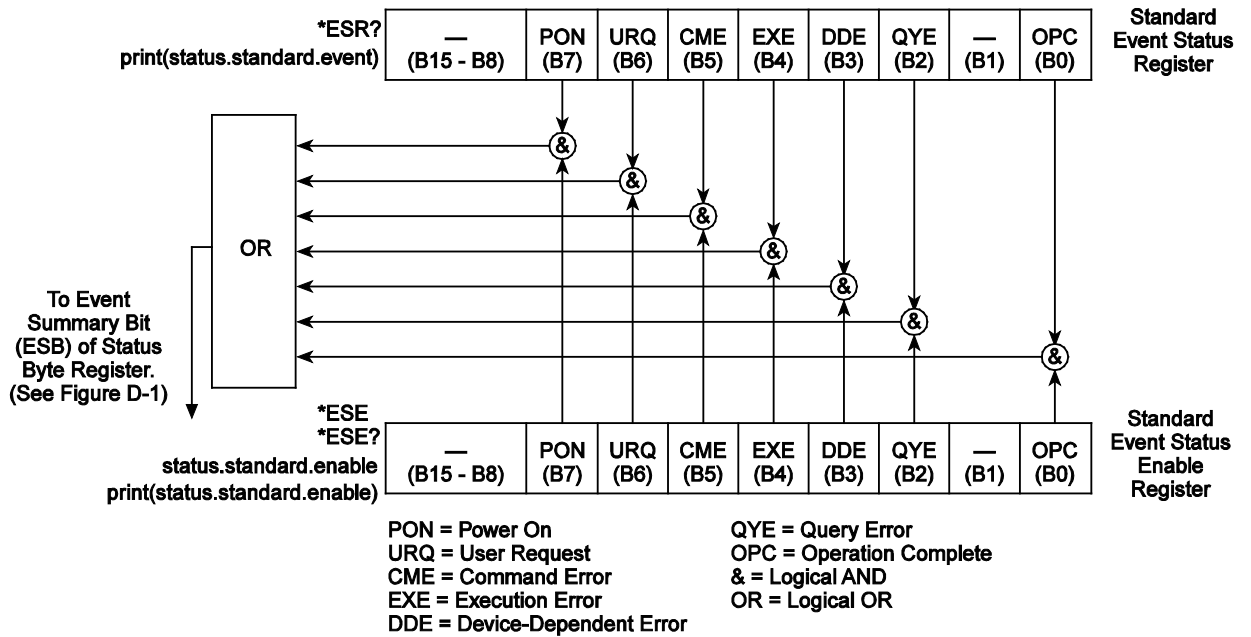 *ESR?
print(status.standard.event)
— PON URQ CME EXE DDE QYE — OPC
(B15 - B8) (B7) (B6) (B5) (B4) (B3) (B2) (B1) (B0)
Standard
Event Status
Register
&
&
&
&
&
&
&
OR
To Event
Summary Bit
(ESB) of Status
Byte Register.
(See Figure D-1)
*ESE
*ESE?
status.standard.enable
print(status.standard.enable)
— PON URQ CME EXE DDE QYE — OPC
(B15 - B8) (B7) (B6) (B5) (B4) (B3) (B2) (B1) (B0)
Standard
Event Status
Enable
Register
PON = Power On
URQ = User Request
CME = Command Error
EXE = Execution Error
DDE = Device-Dependent Error
QYE = Query Error
OPC = Operation Complete
& = Logical AND
OR = Logical OR